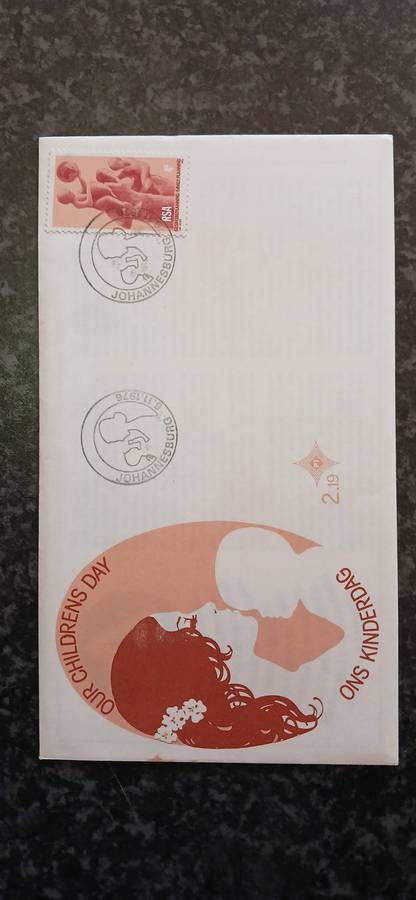 RSA
JOHANNESBURG
6.11.1976
JOHANNESBURG
2.19
OUR CHILDRENS DAY
ONS KINDERDAG